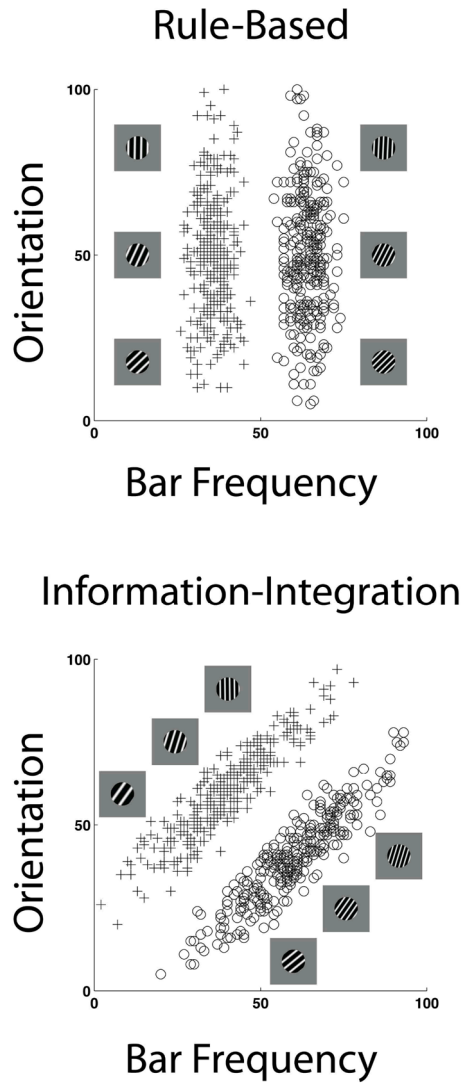 Rule-Based
100
Orientation
50
0
0 50 100
Bar Frequency
Information-Integration
100
Orientation
50
0
0 50 100
Bar Frequency